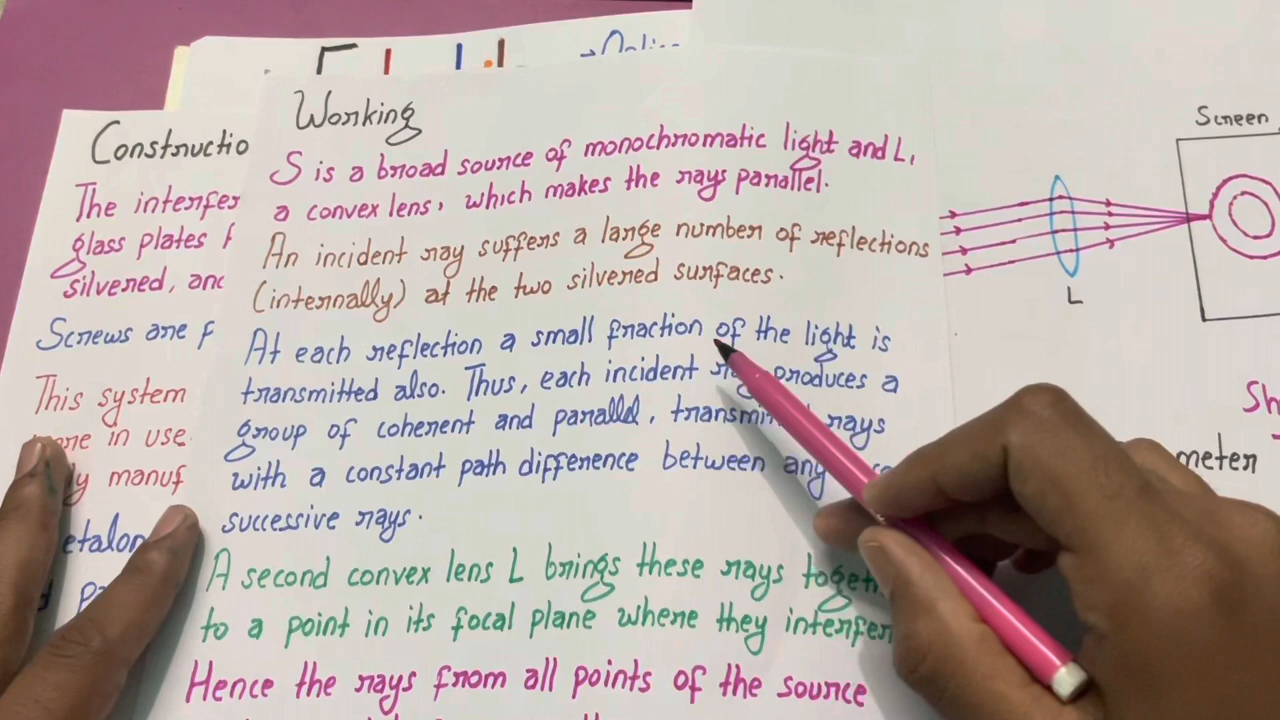 Working
S is a broad source of monochromatic light and L,
a convex lens, which makes the rays parallel.
An incident ray suffers a large number of reflections
(internally) at the two silvered surfaces.
At each reflection a small fraction of the light is
transmitted also. Thus, each incident produces a
group of coherent and parallel, rays
with a constant path difference between any
successive rays.
A second convex lens L brings these rays
to a point in its focal plane where they
Hence the rays from all points of the source
The
glass plates
silvered, and
Screws are
This system
in use
etalon
Screen
L
meter